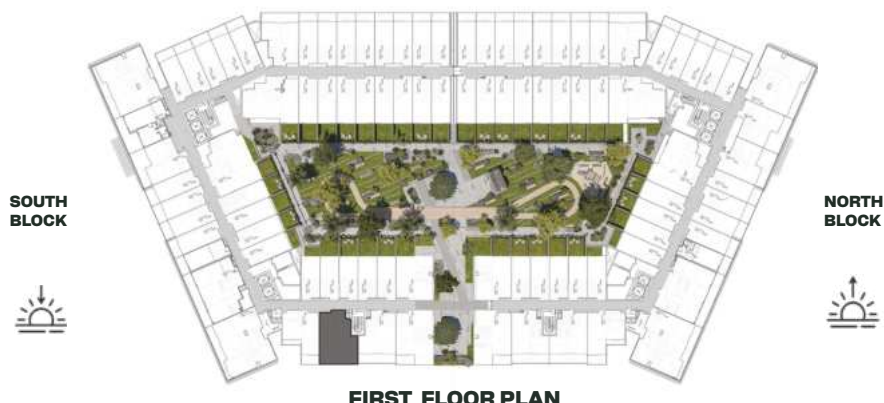 SOUTH
BLOCK
NORTH
BLOCK
FIRST FLOOR PLAN